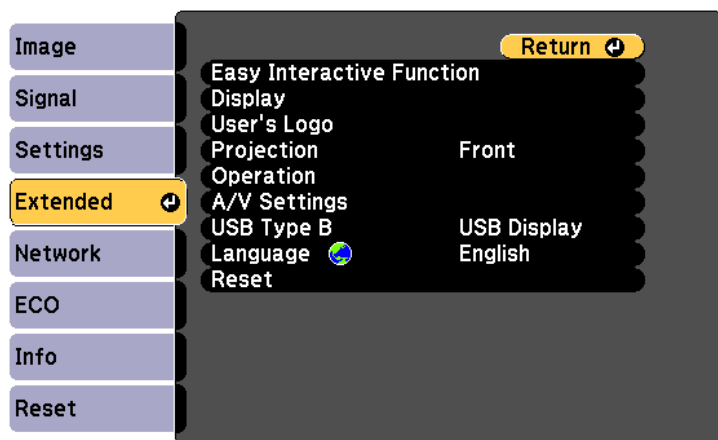 Image
Signal
Settings
Extended
Network
ECO
Info
Reset
Return
Easy Interactive Function
Display
User's Logo
Projection Front
Operation
A/V Settings
USB Type B USB Display
Language English
Reset